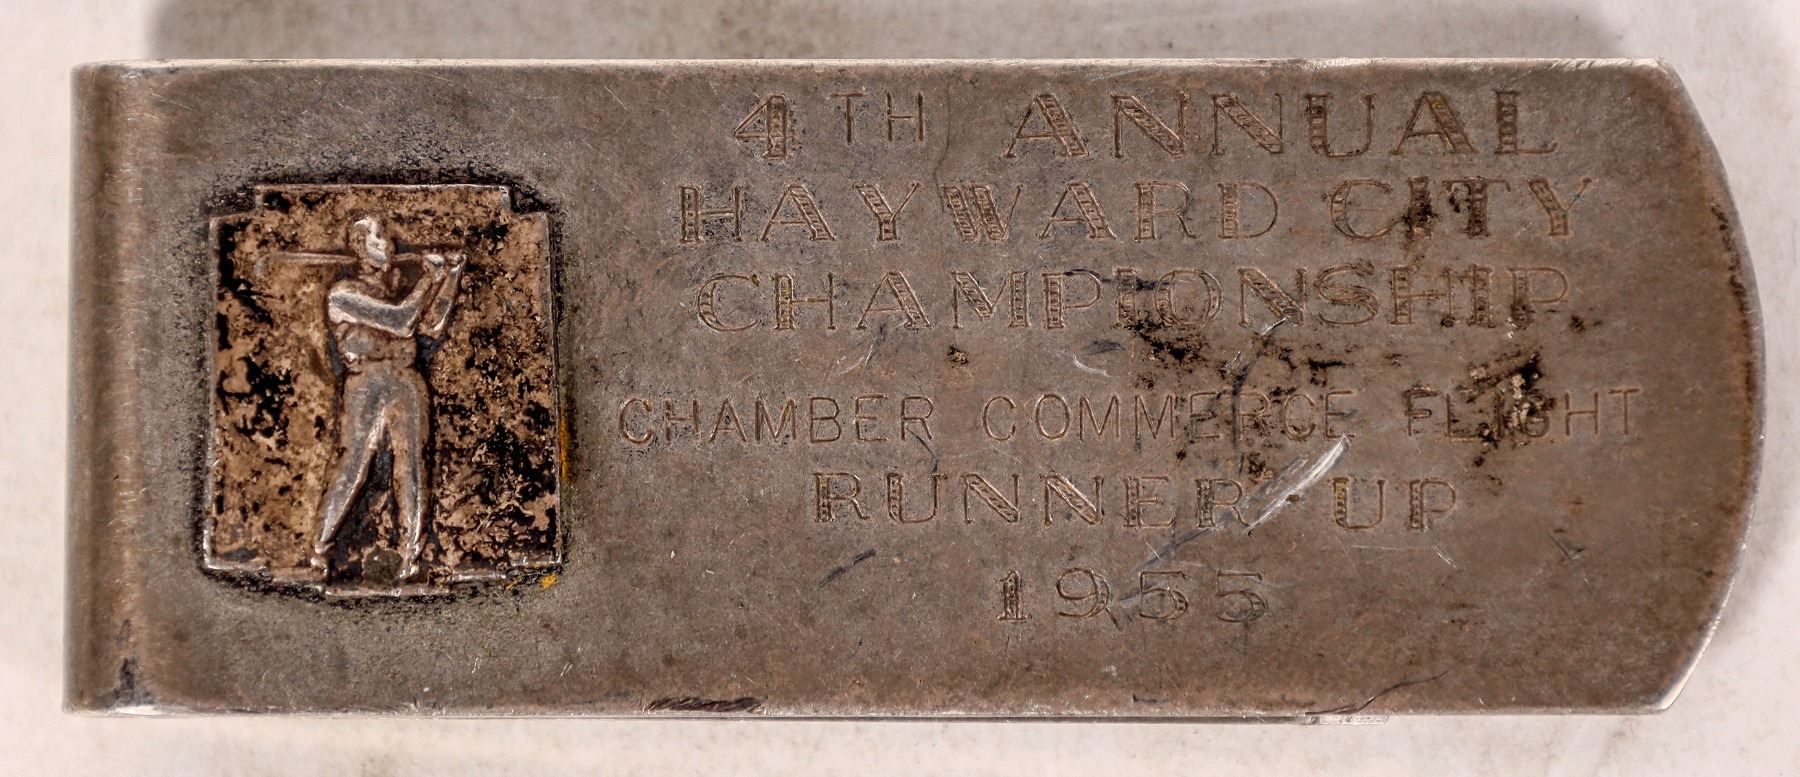 4TH ANNUAL
HAYWARD CITY
CHAMPIONSHIP
CHAMBER COMMERCE FLIGHT
RUNNER UP
1955